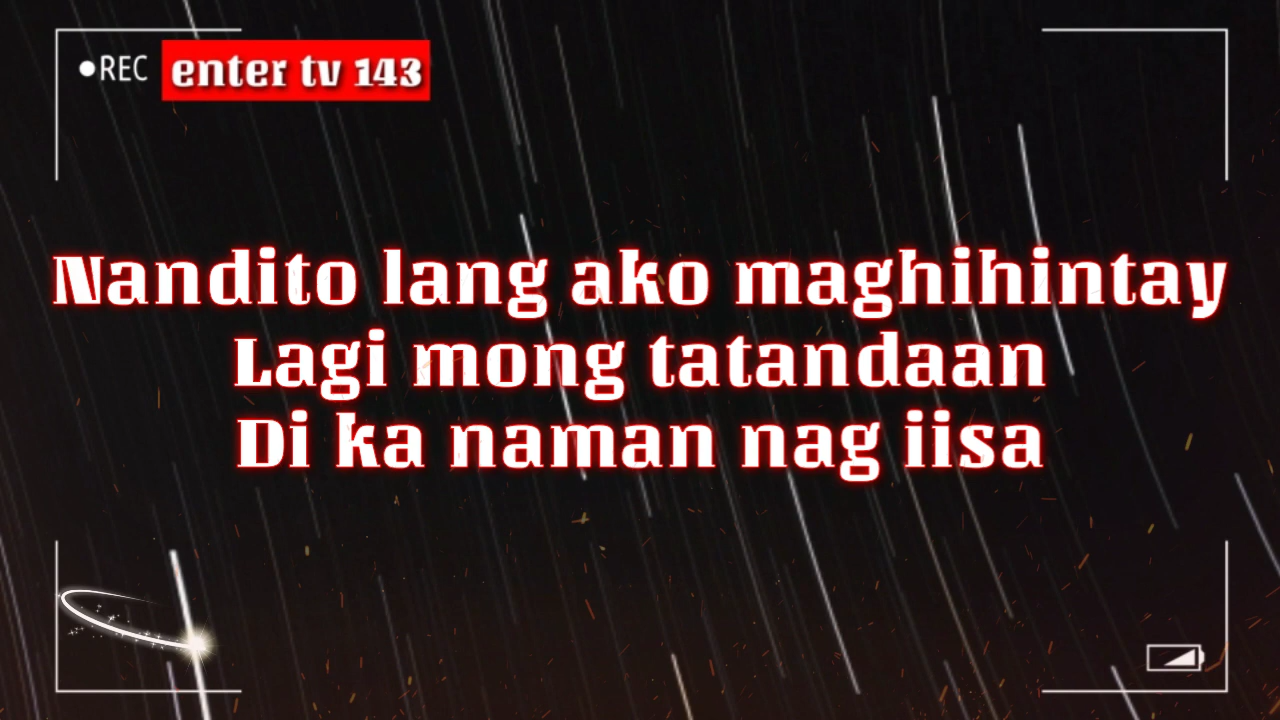 REC
enter tv 143
Nandito lang ako maghihintay
Lagi mong tatandaan
Di ka naman nag iisa